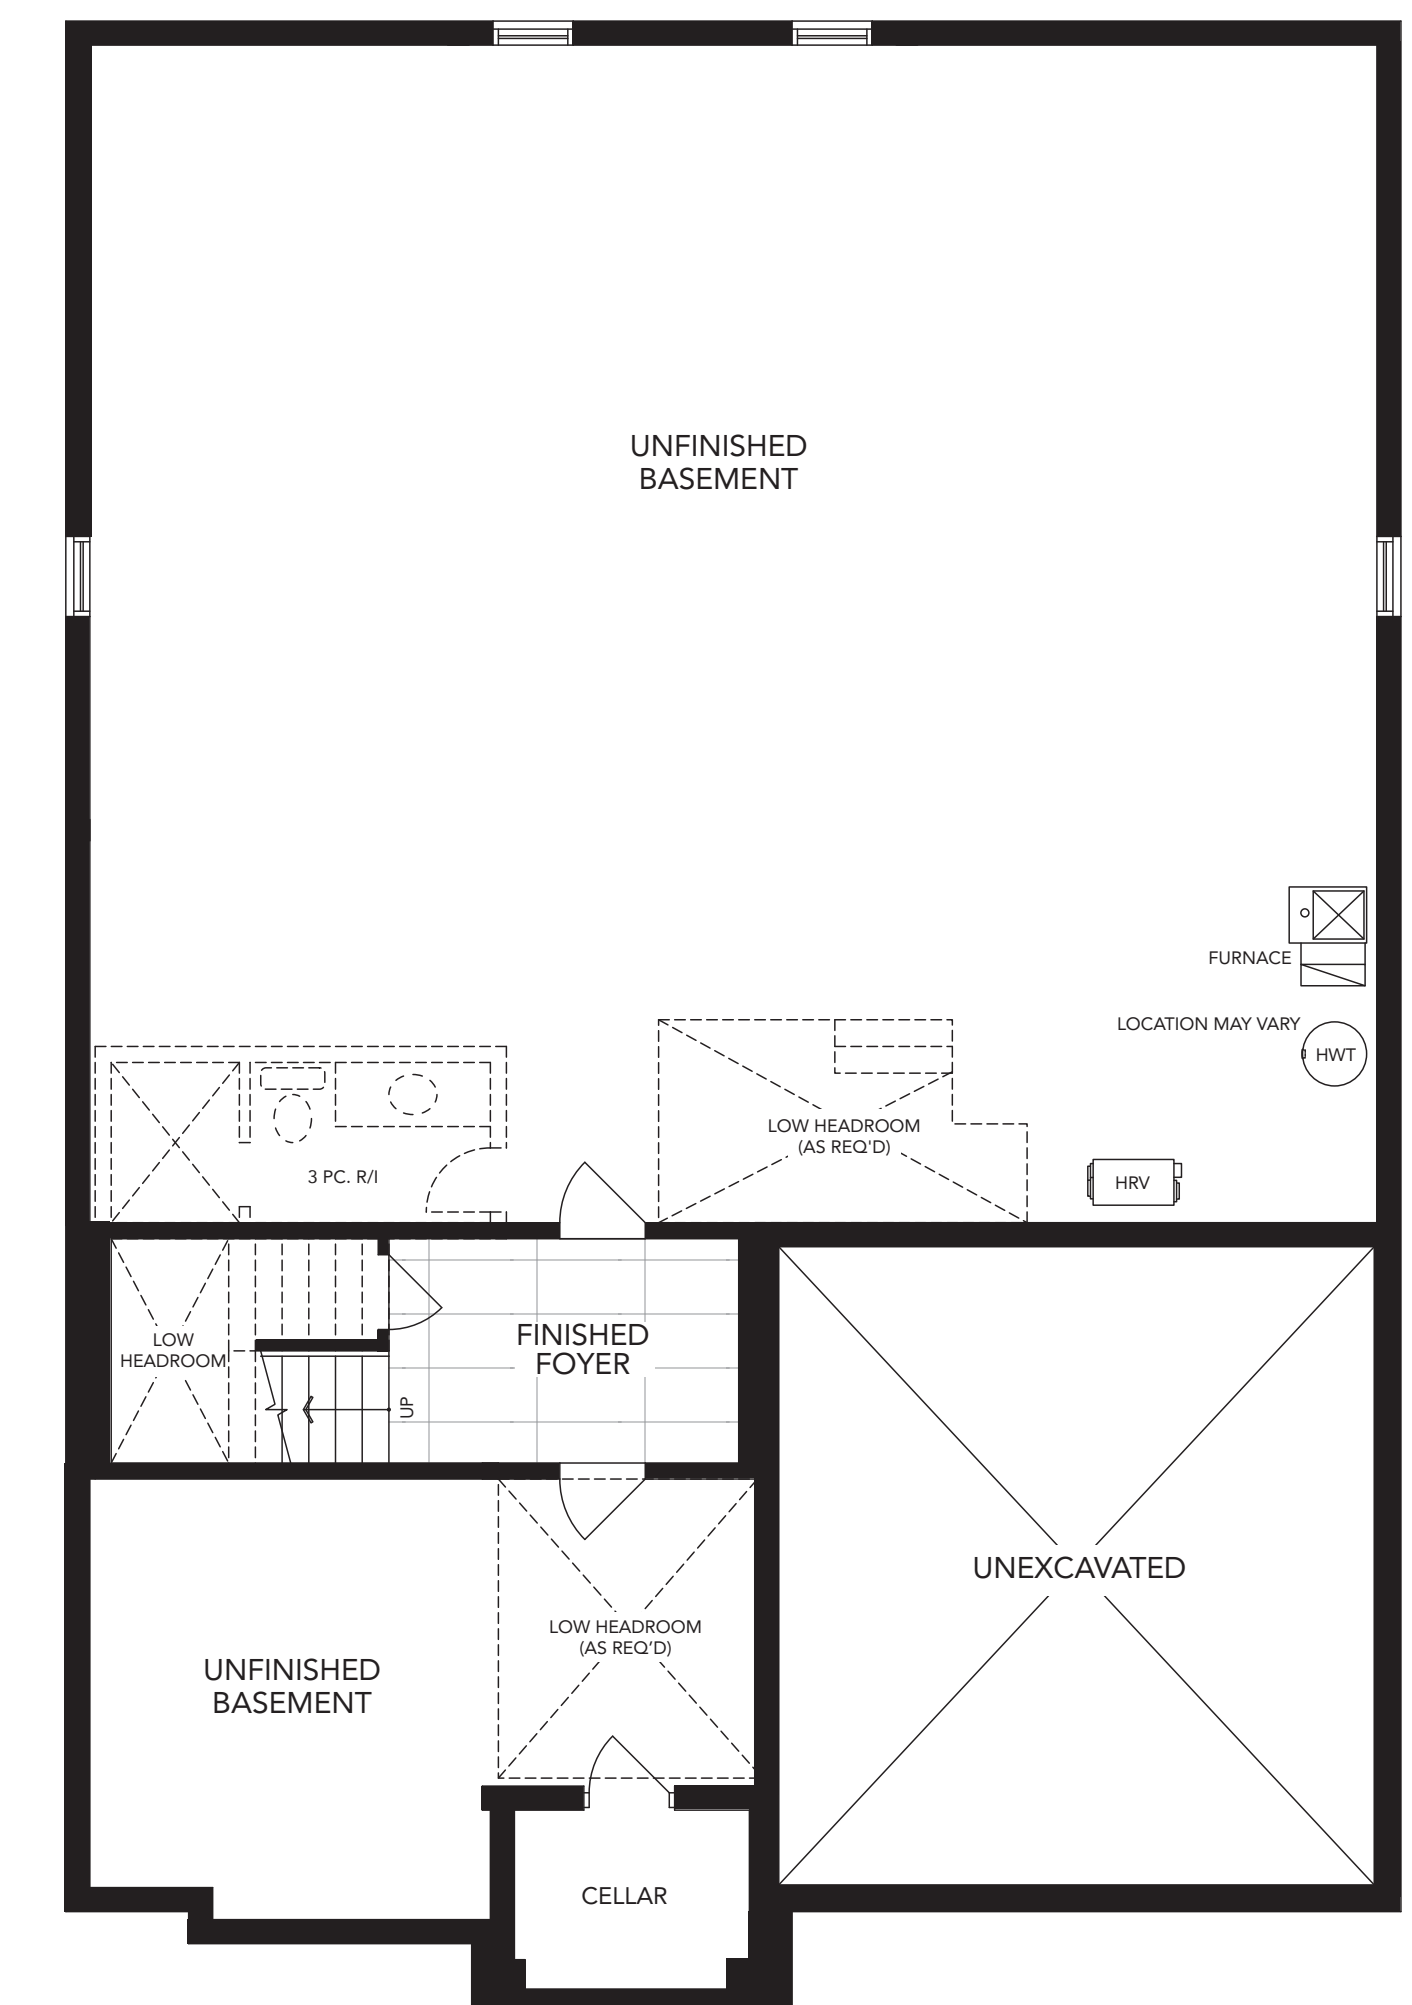 UNFINISHED
BASEMENT
FURNACE
LOCATION MAY VARY
HWT
LOW HEADROOM
(AS REQ'D)
3 PC. R/I
HRV
LOW
HEADROOM
FINISHED
FOYER
UP
UNEXCAVATED
LOW HEADROOM
(AS REQ’D)
UNFINISHED
BASEMENT
CELLAR